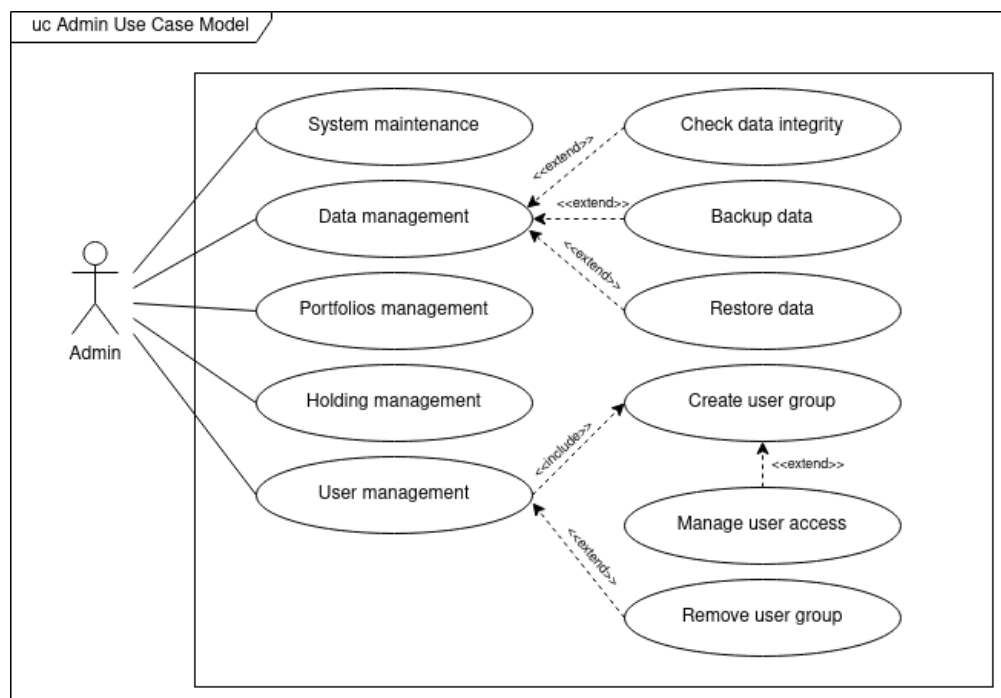 uc Admin Use Case Model
System maintenance
Check data integrity
<<extend>>
Data management
<<extend>>
Backup data
<<extend>>
Portfolios management
Restore data
Admin
Holding management
Create user group
<<include>>
<<extend>>
User management
Manage user access
<<extend>>
Remove user group